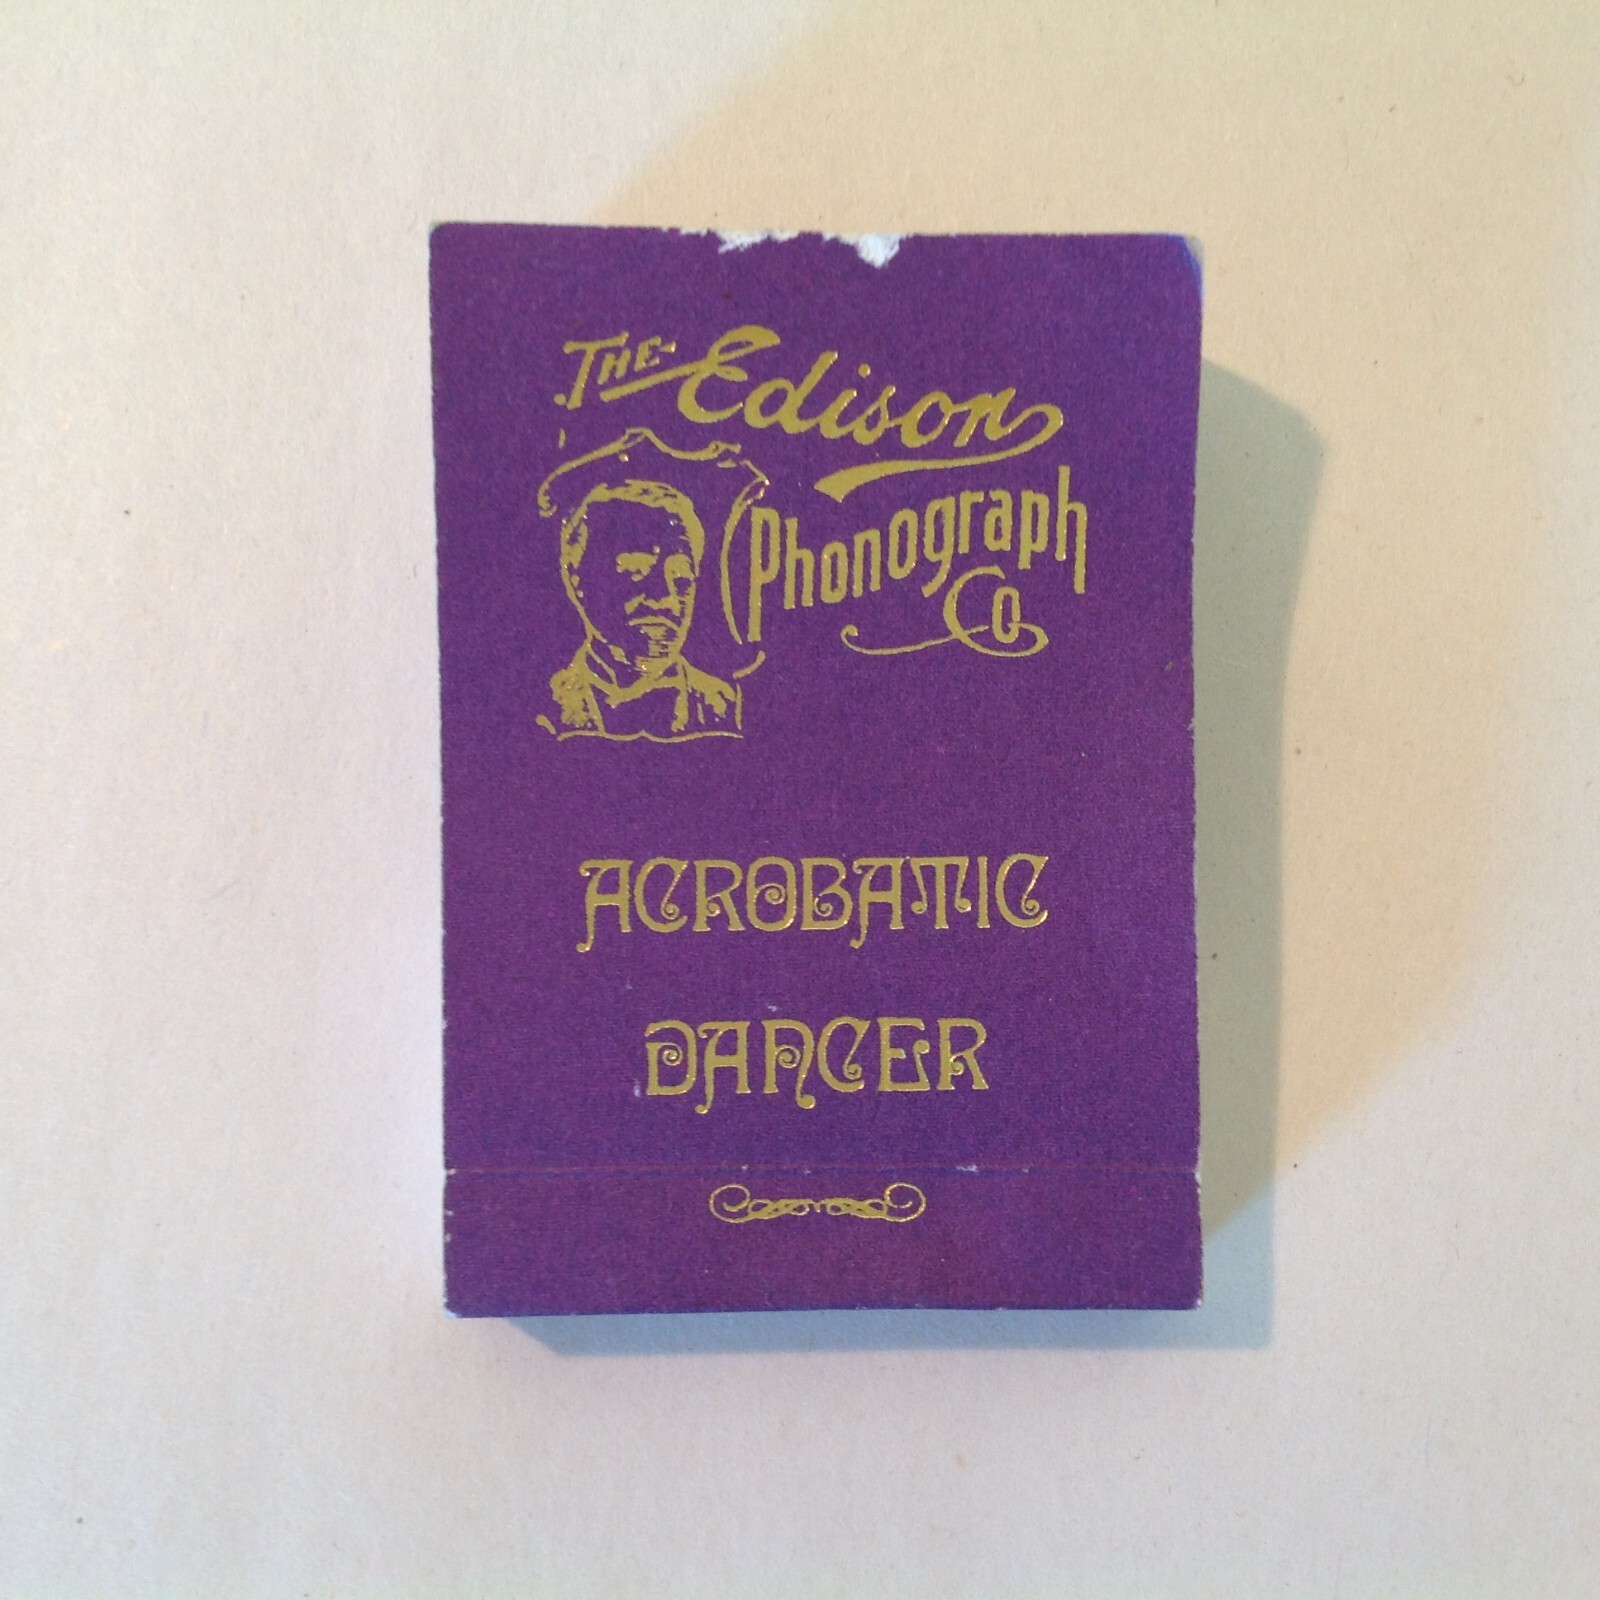 THE Edison
Phonograph
Co
ACROBATIC
DANCER